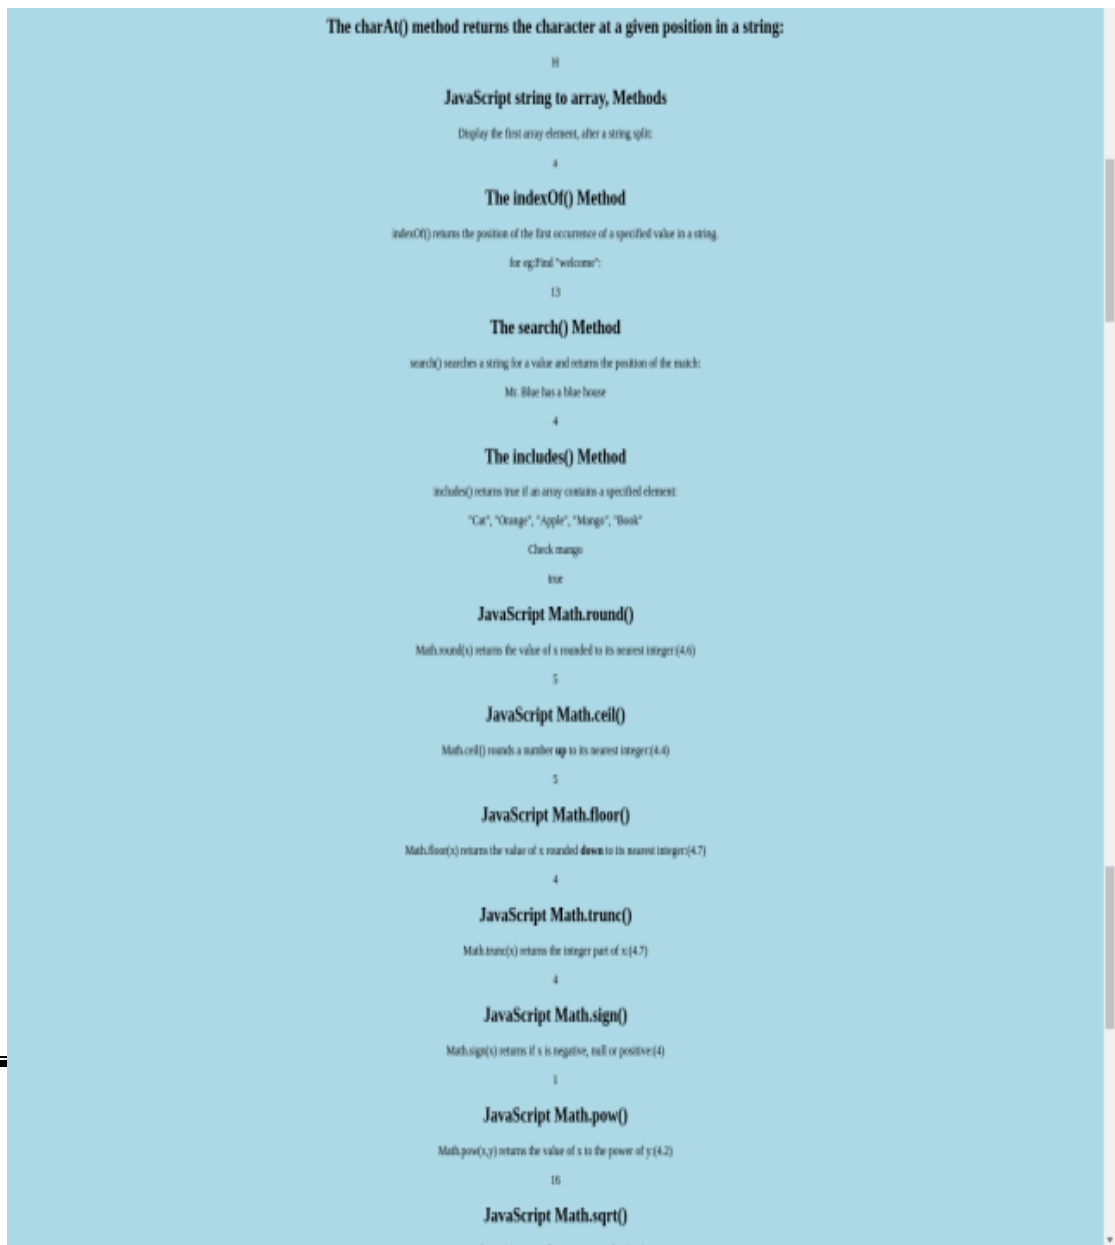 The charAt() method returns the character at a given position in a string:
H
JavaScript string to array, Methods
Display the first array element, after a string split:
a
The indexOf() Method
indexOf() returns the position of the first occurrence of a specified value in a string.
for eg:Find "welcome":
13
The search() Method
search() searches a string for a value and returns the position of the match:
Mr. Blue has a blue house
4
The includes() Method
includes() returns true if an array contains a specified element:
"Cat", "Orange", "Apple", "Mango", "Book"
Check mango
true
JavaScript Math.round()
Math.round(x) returns the value of x rounded to its nearest integer:(4.6)
5
JavaScript Math.ceil()
Math.ceil() rounds a number up to its nearest integer:(4.4)
5
JavaScript Math.floor()
Math.floor(x) returns the value of x rounded down to its nearest integer:(4.7)
4
JavaScript Math.trunc()
Math.trunc(x) returns the integer part of x:(4.7)
4
JavaScript Math.sign()
Math.sign(x) returns if x is negative, null or positive:(4)
1
JavaScript Math.pow()
Math.pow(x,y) returns the value of x to the power of y:(4.2)
16
JavaScript Math.sqrt()